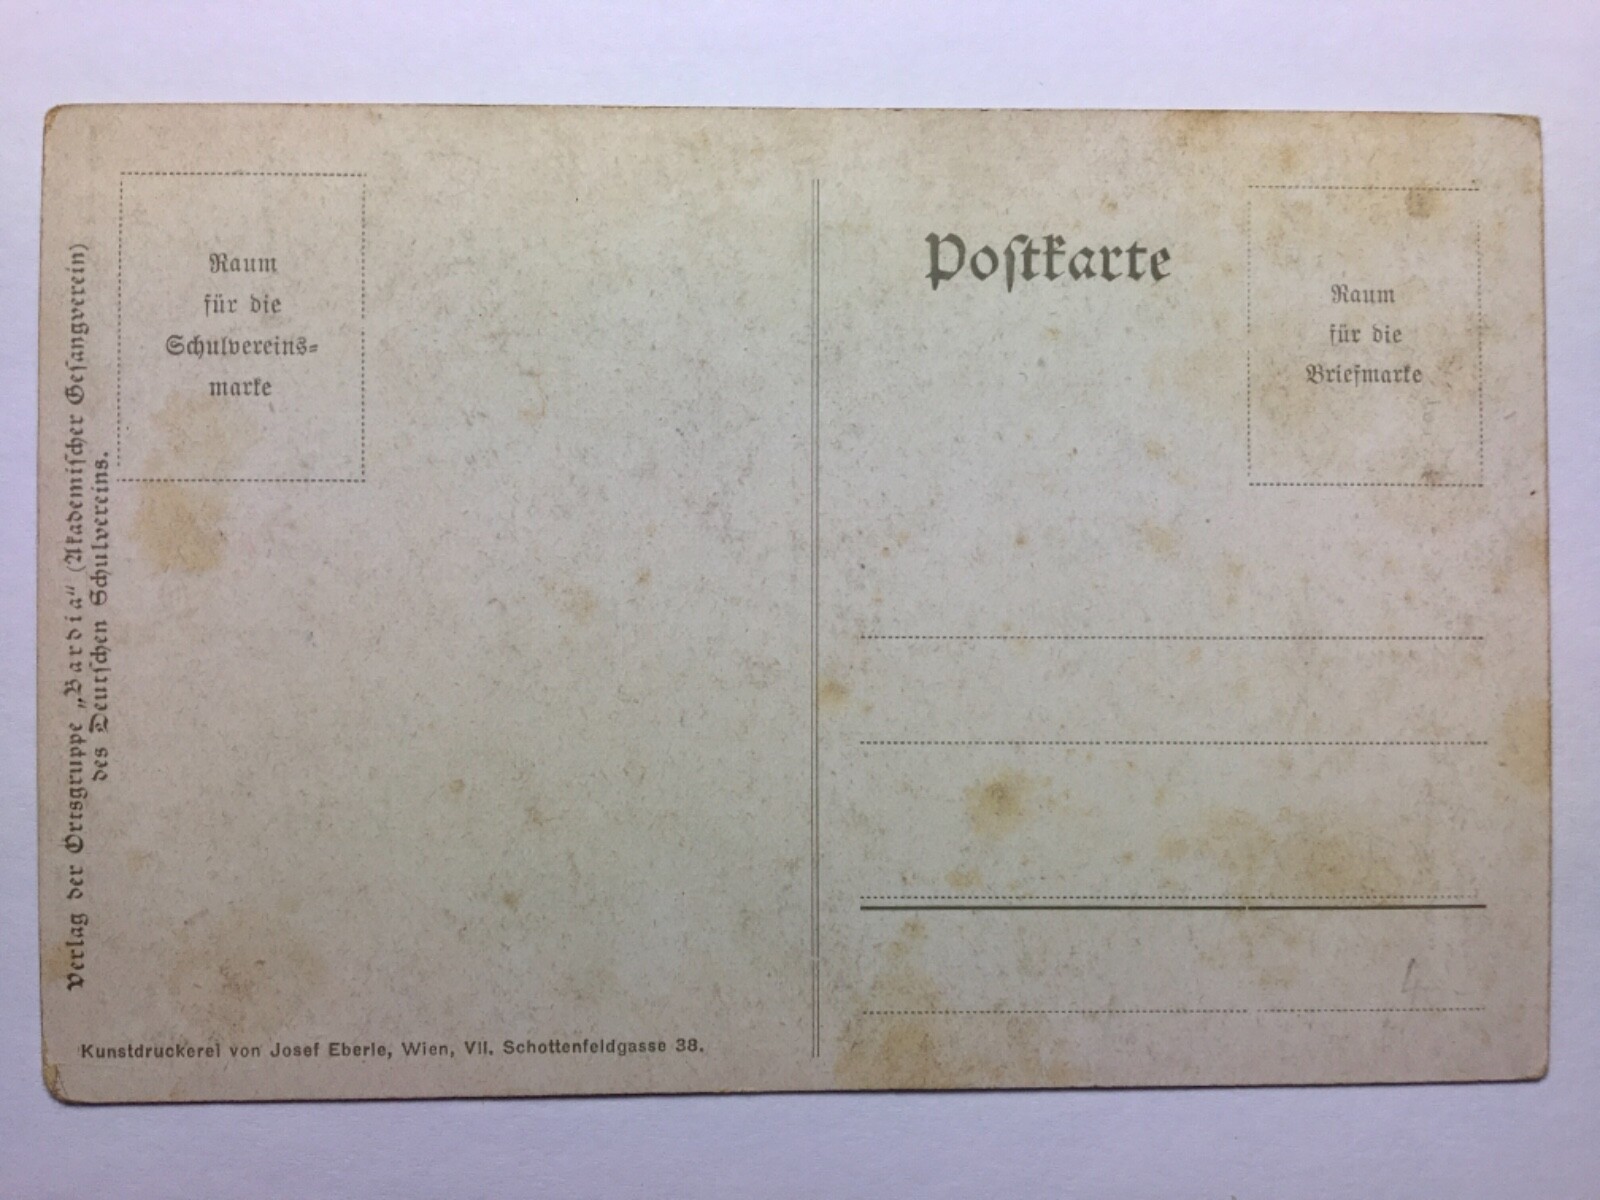 Verlag der Ortsgruppe „Bardia“ (Akademischer Gesangverein)
des Deutschen Schulvereins.
Raum
für die
Schulvereins-
marke
Postkarte
Raum
für die
Briefmarke
4
Kunstdruckerei von Josef Eberle, Wien, VII. Schottenfeldgasse 38.